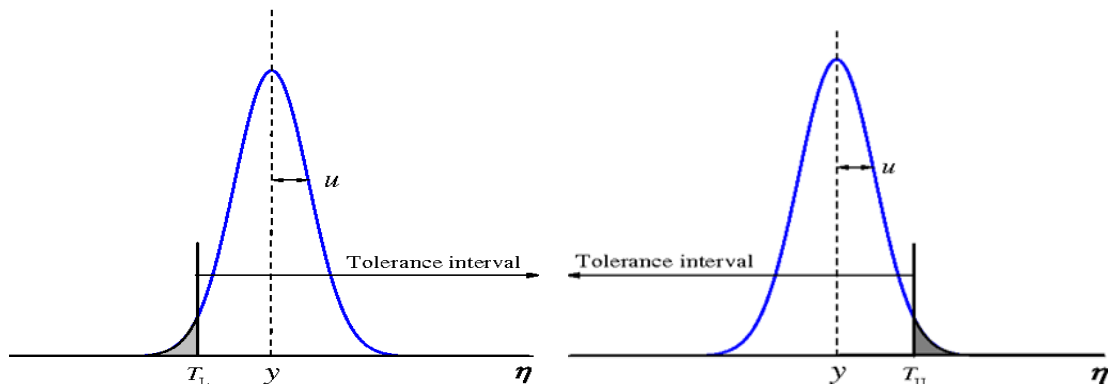 u
u
Tolerance interval
Tolerance interval
T_L y η
y T_U η